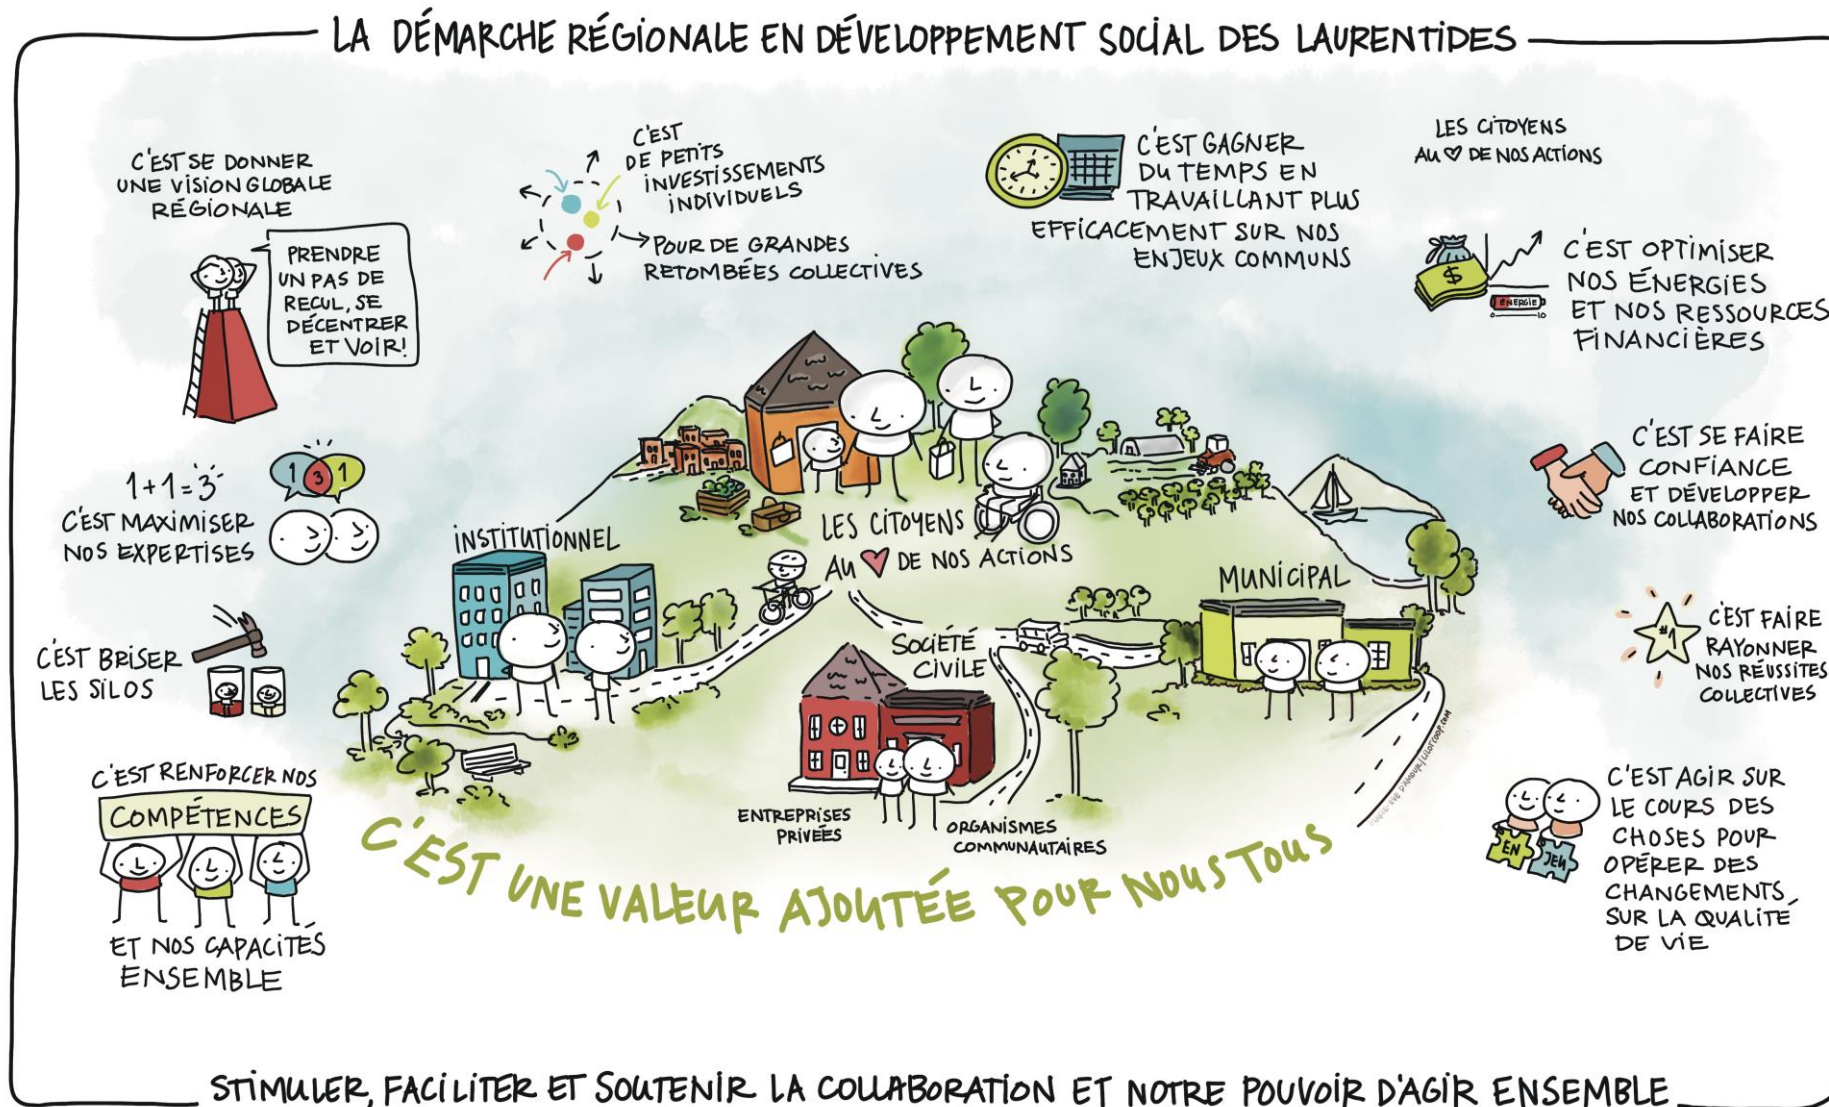 LA DÉMARCHE RÉGIONALE EN DÉVELOPPEMENT SOCIAL DES LAURENTIDES
C'EST SE DONNER
UNE VISION GLOBALE
RÉGIONALE
PRENDRE
UN PAS DE
RECUL, SE
DÉCENTRER
ET VOIR!
C'EST
DE PETITS
INVESTISSEMENTS
INDIVIDUELS
POUR DE GRANDES
RETOMBÉES COLLECTIVES
C'EST GAGNER
DU TEMPS EN
TRAVAILLANT PLUS
EFFICACEMENT SUR NOS
ENJEUX COMMUNS
LES CITOYENS
AU ♡ DE NOS ACTIONS
$
ÉNERGIE
0 10
C'EST OPTIMISER
NOS ÉNERGIES
ET NOS RESSOURCES
FINANCIÈRES
1+1=3
1 3 1
C'EST MAXIMISER
NOS EXPERTISES
C'EST SE FAIRE
CONFIANCE
ET DÉVELOPPER
NOS COLLABORATIONS
INSTITUTIONNEL
LES CITOYENS
AU ♥ DE NOS ACTIONS
MUNICIPAL
SOCIÉTÉ
CIVILE
C'EST BRISER
LES SILOS
#1
C'EST FAIRE
RAYONNER
NOS RÉUSSITES
COLLECTIVES
C'EST RENFORCER NOS
COMPÉTENCES
ET NOS CAPACITÉS
ENSEMBLE
ENTREPRISES
PRIVÉES
ORGANISMES
COMMUNAUTAIRES
C'EST UNE VALEUR AJOUTÉE POUR NOUS TOUS
EN JEU
C'EST AGIR SUR
LE COURS DES
CHOSES POUR
OPÉRER DES
CHANGEMENTS
SUR LA QUALITÉ
DE VIE
STIMULER, FACILITER ET SOUTENIR LA COLLABORATION ET NOTRE POUVOIR D'AGIR ENSEMBLE